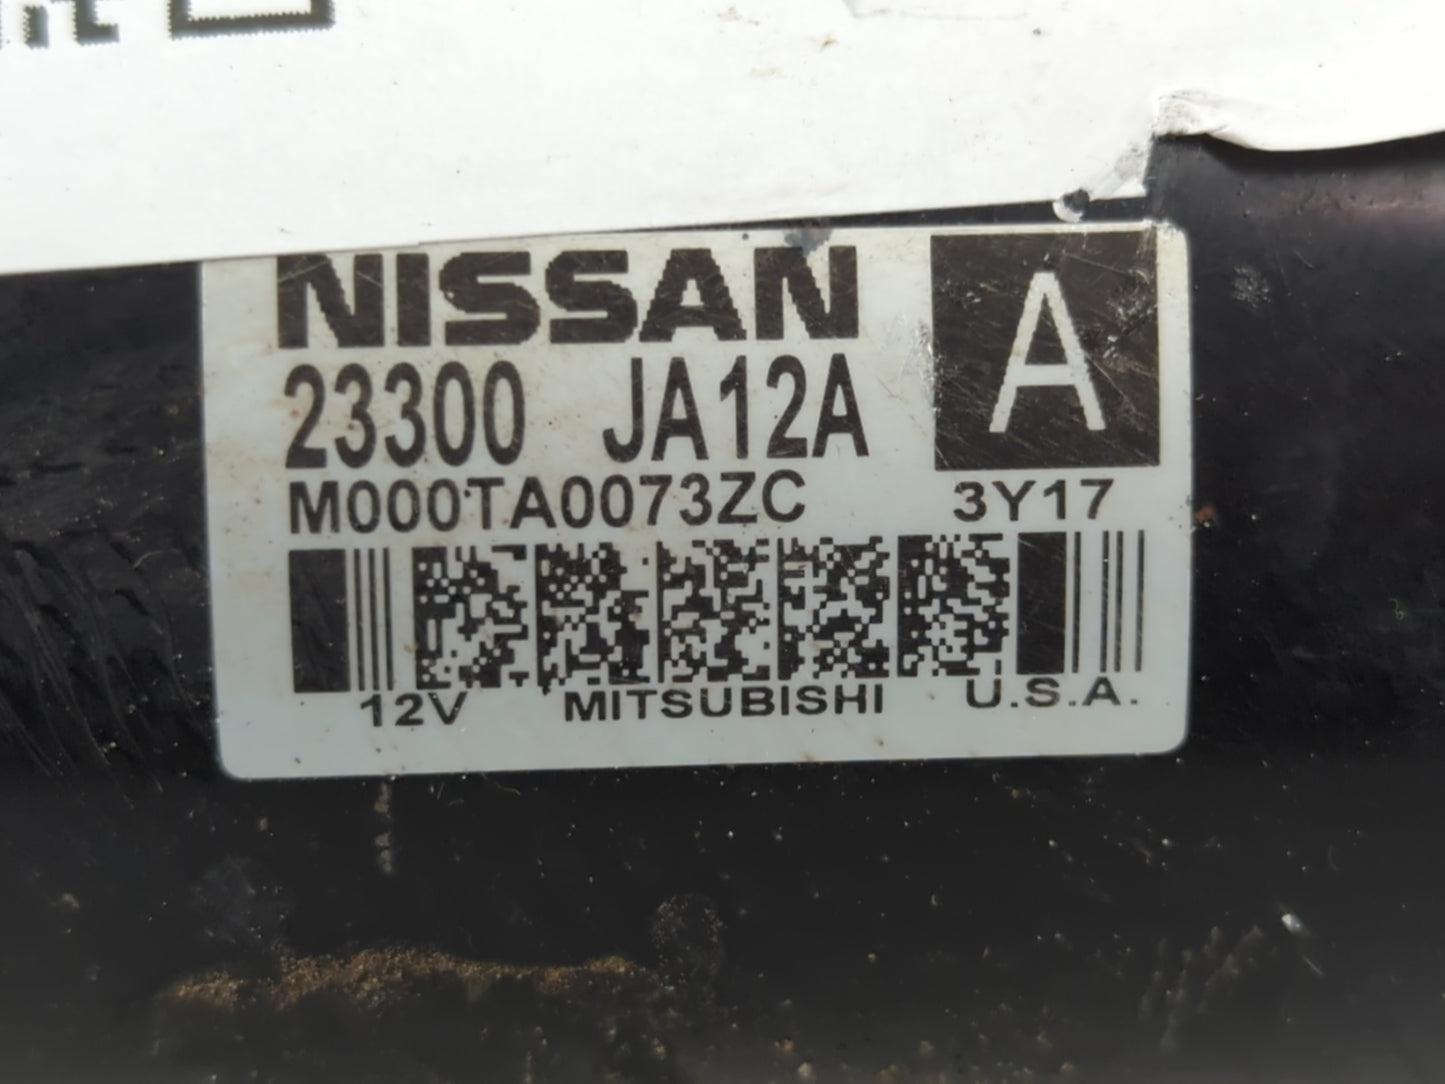 NISSAN A
23300 JA12A
M000TA0073ZC 3Y17
12V MITSUBISHI U.S.A.